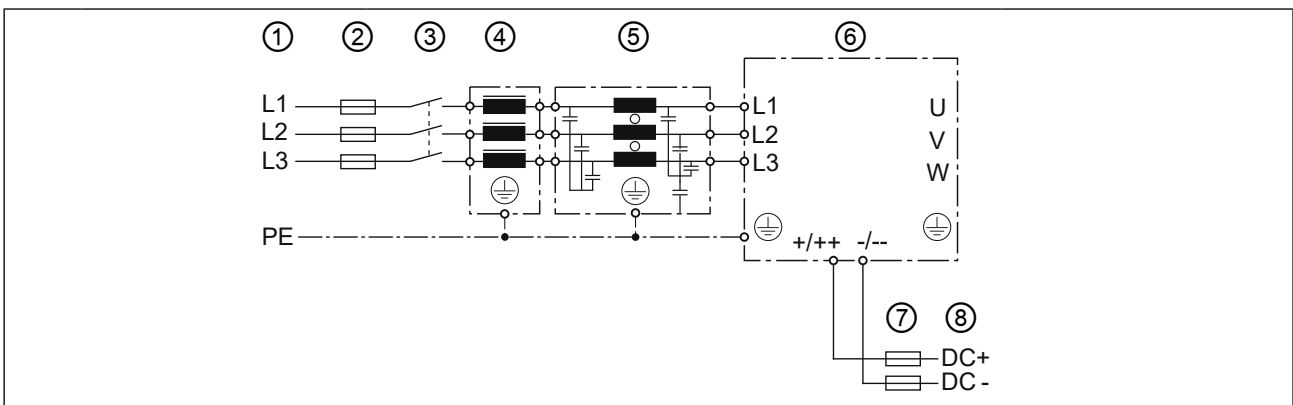 ① ② ③ ④ ⑤ ⑥
L1 L1 U
L2 L2 V
L3 L3 W
PE +/++ -/--
⑦ ⑧
DC+
DC -